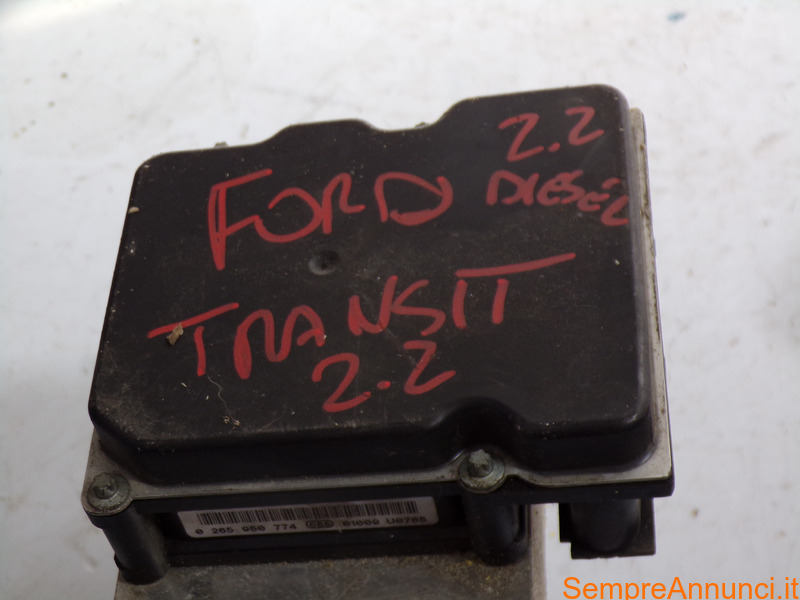 2.2
FORD DIESEL
TRANSIT
2.2
0 265 950 774
SempreAnnunci.it